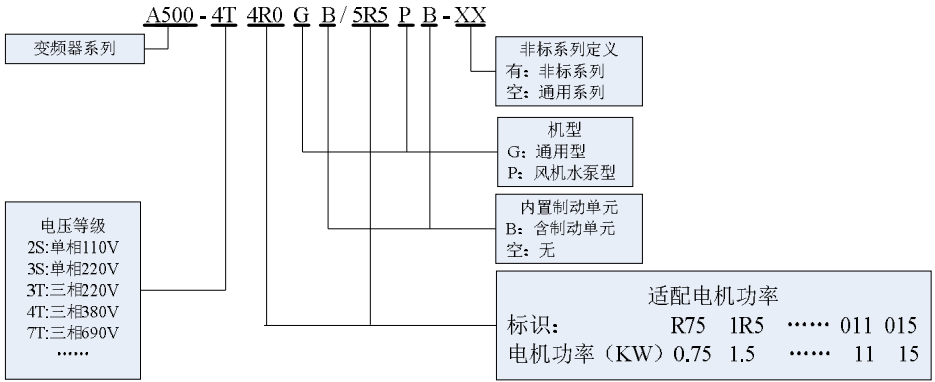 A500-4T 4R0 G B/5R5 P B-XX
变频器系列
非标系列定义
有：非标系列
空：通用系列
机型
G：通用型
P：风机水泵型
内置制动单元
B：含制动单元
空：无
电压等级
2S:单相110V
3S:单相220V
3T:三相220V
4T:三相380V
7T:三相690V
……
适配电机功率
标识： R75 1R5 …… 011 015
电机功率（KW）0.75 1.5 …… 11 15